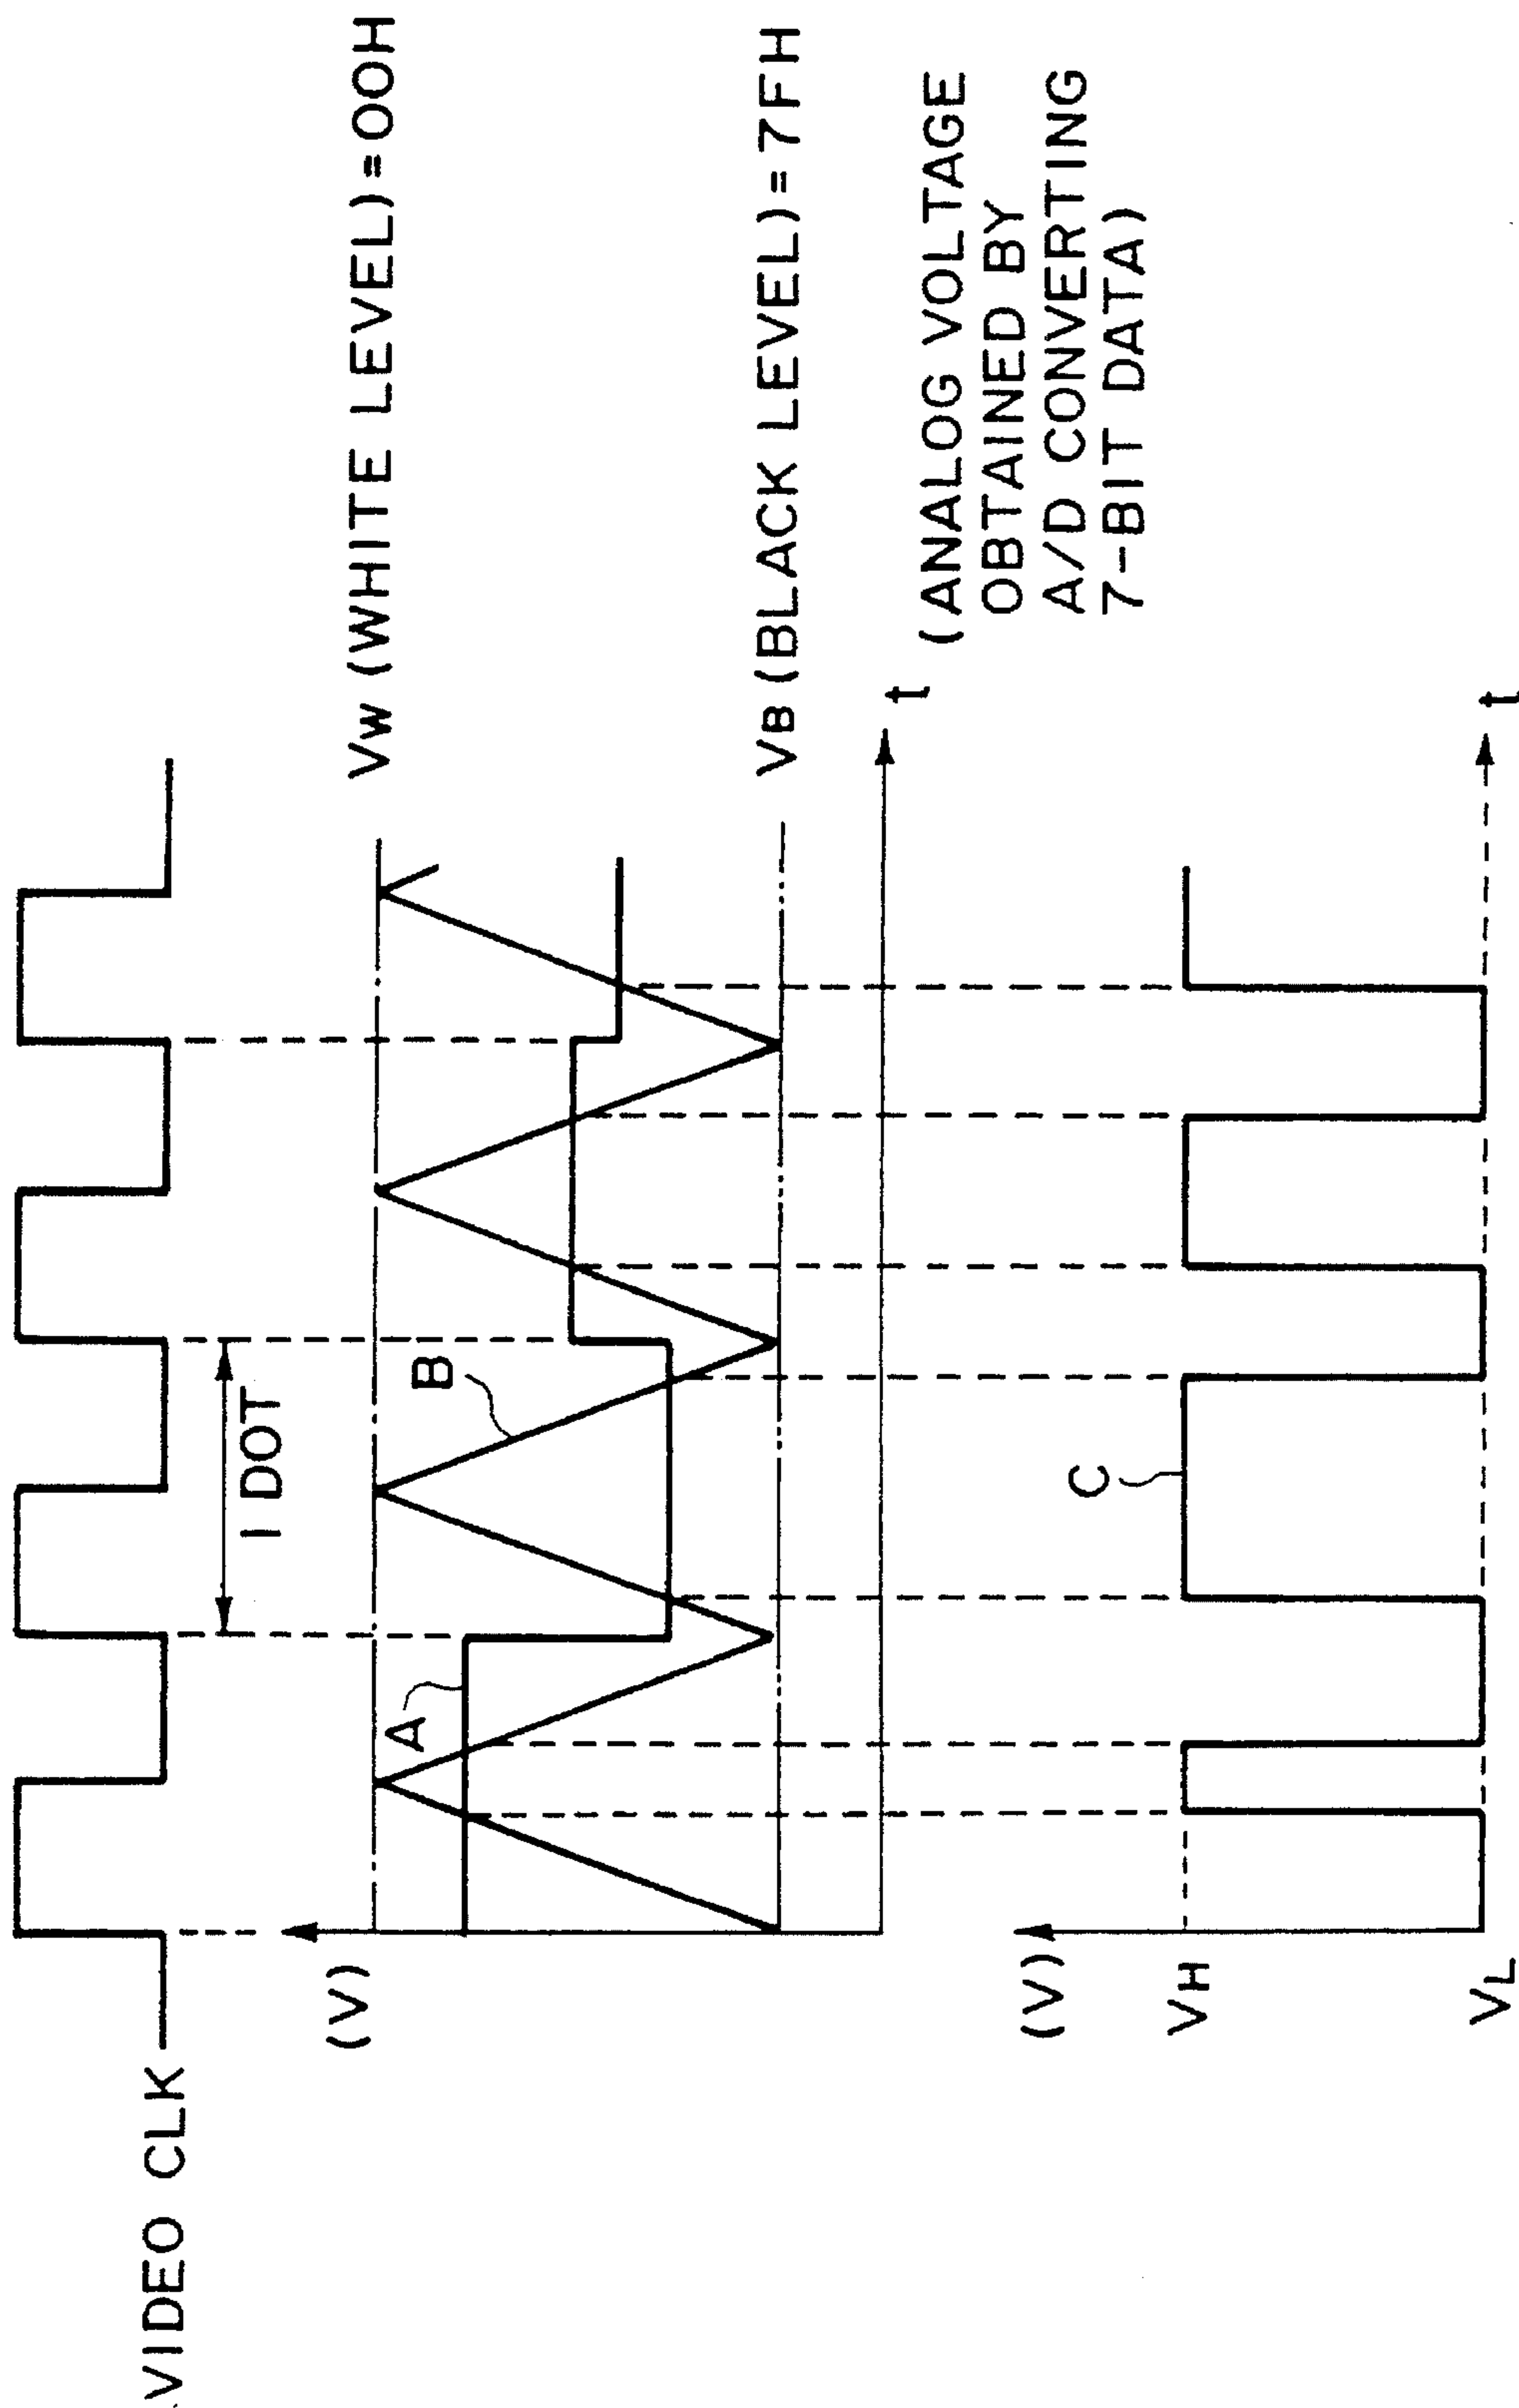 VIDEO CLK
1 DOT
(V)
VW (WHITE LEVEL)=00H
A
B
VB (BLACK LEVEL)=7FH
t
(ANALOG VOLTAGE
OBTAINED BY
A/D CONVERTING
7-BIT DATA)
(V)
VH
C
VL
t